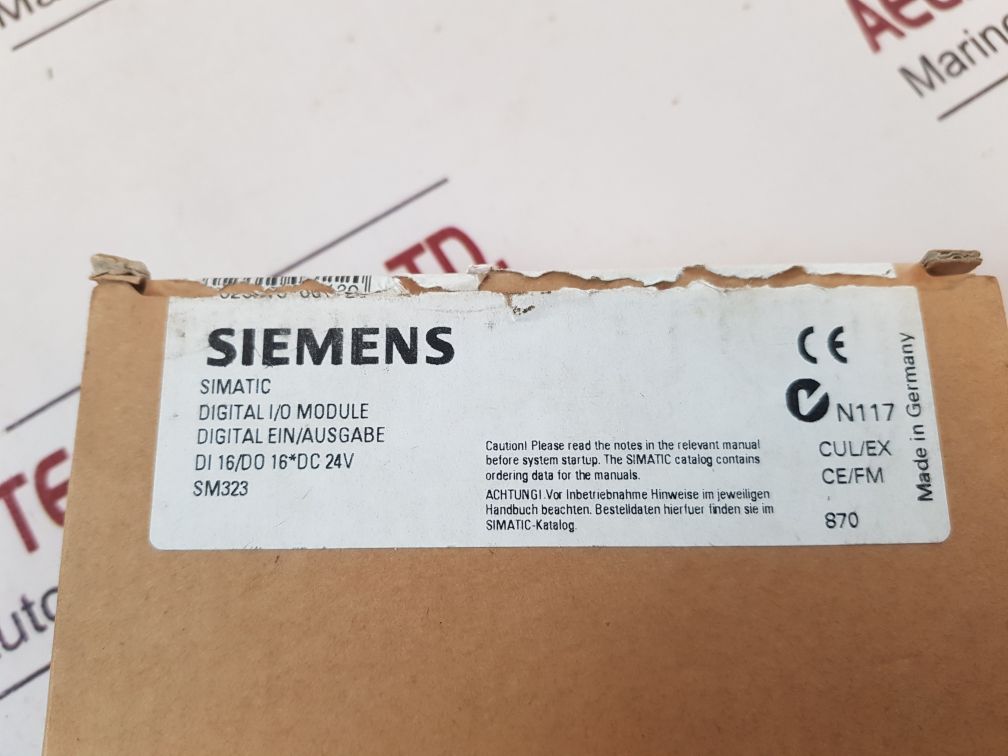 Marine
TD.
SIEMENS
SIMATIC
DIGITAL I/O MODULE
DIGITAL EIN/AUSGABE
DI 16/DO 16*DC 24V
SM323
Caution! Please read the notes in the relevant manual
before system startup. The SIMATIC catalog contains
ordering data for the manuals.
ACHTUNG! Vor Inbetriebnahme Hinweise im jeweiligen
Handbuch beachten. Bestelldaten hierfuer finden sie im
SIMATIC-Katalog.
CE
N117
CUL/EX
CE/FM
870
Made in Germany